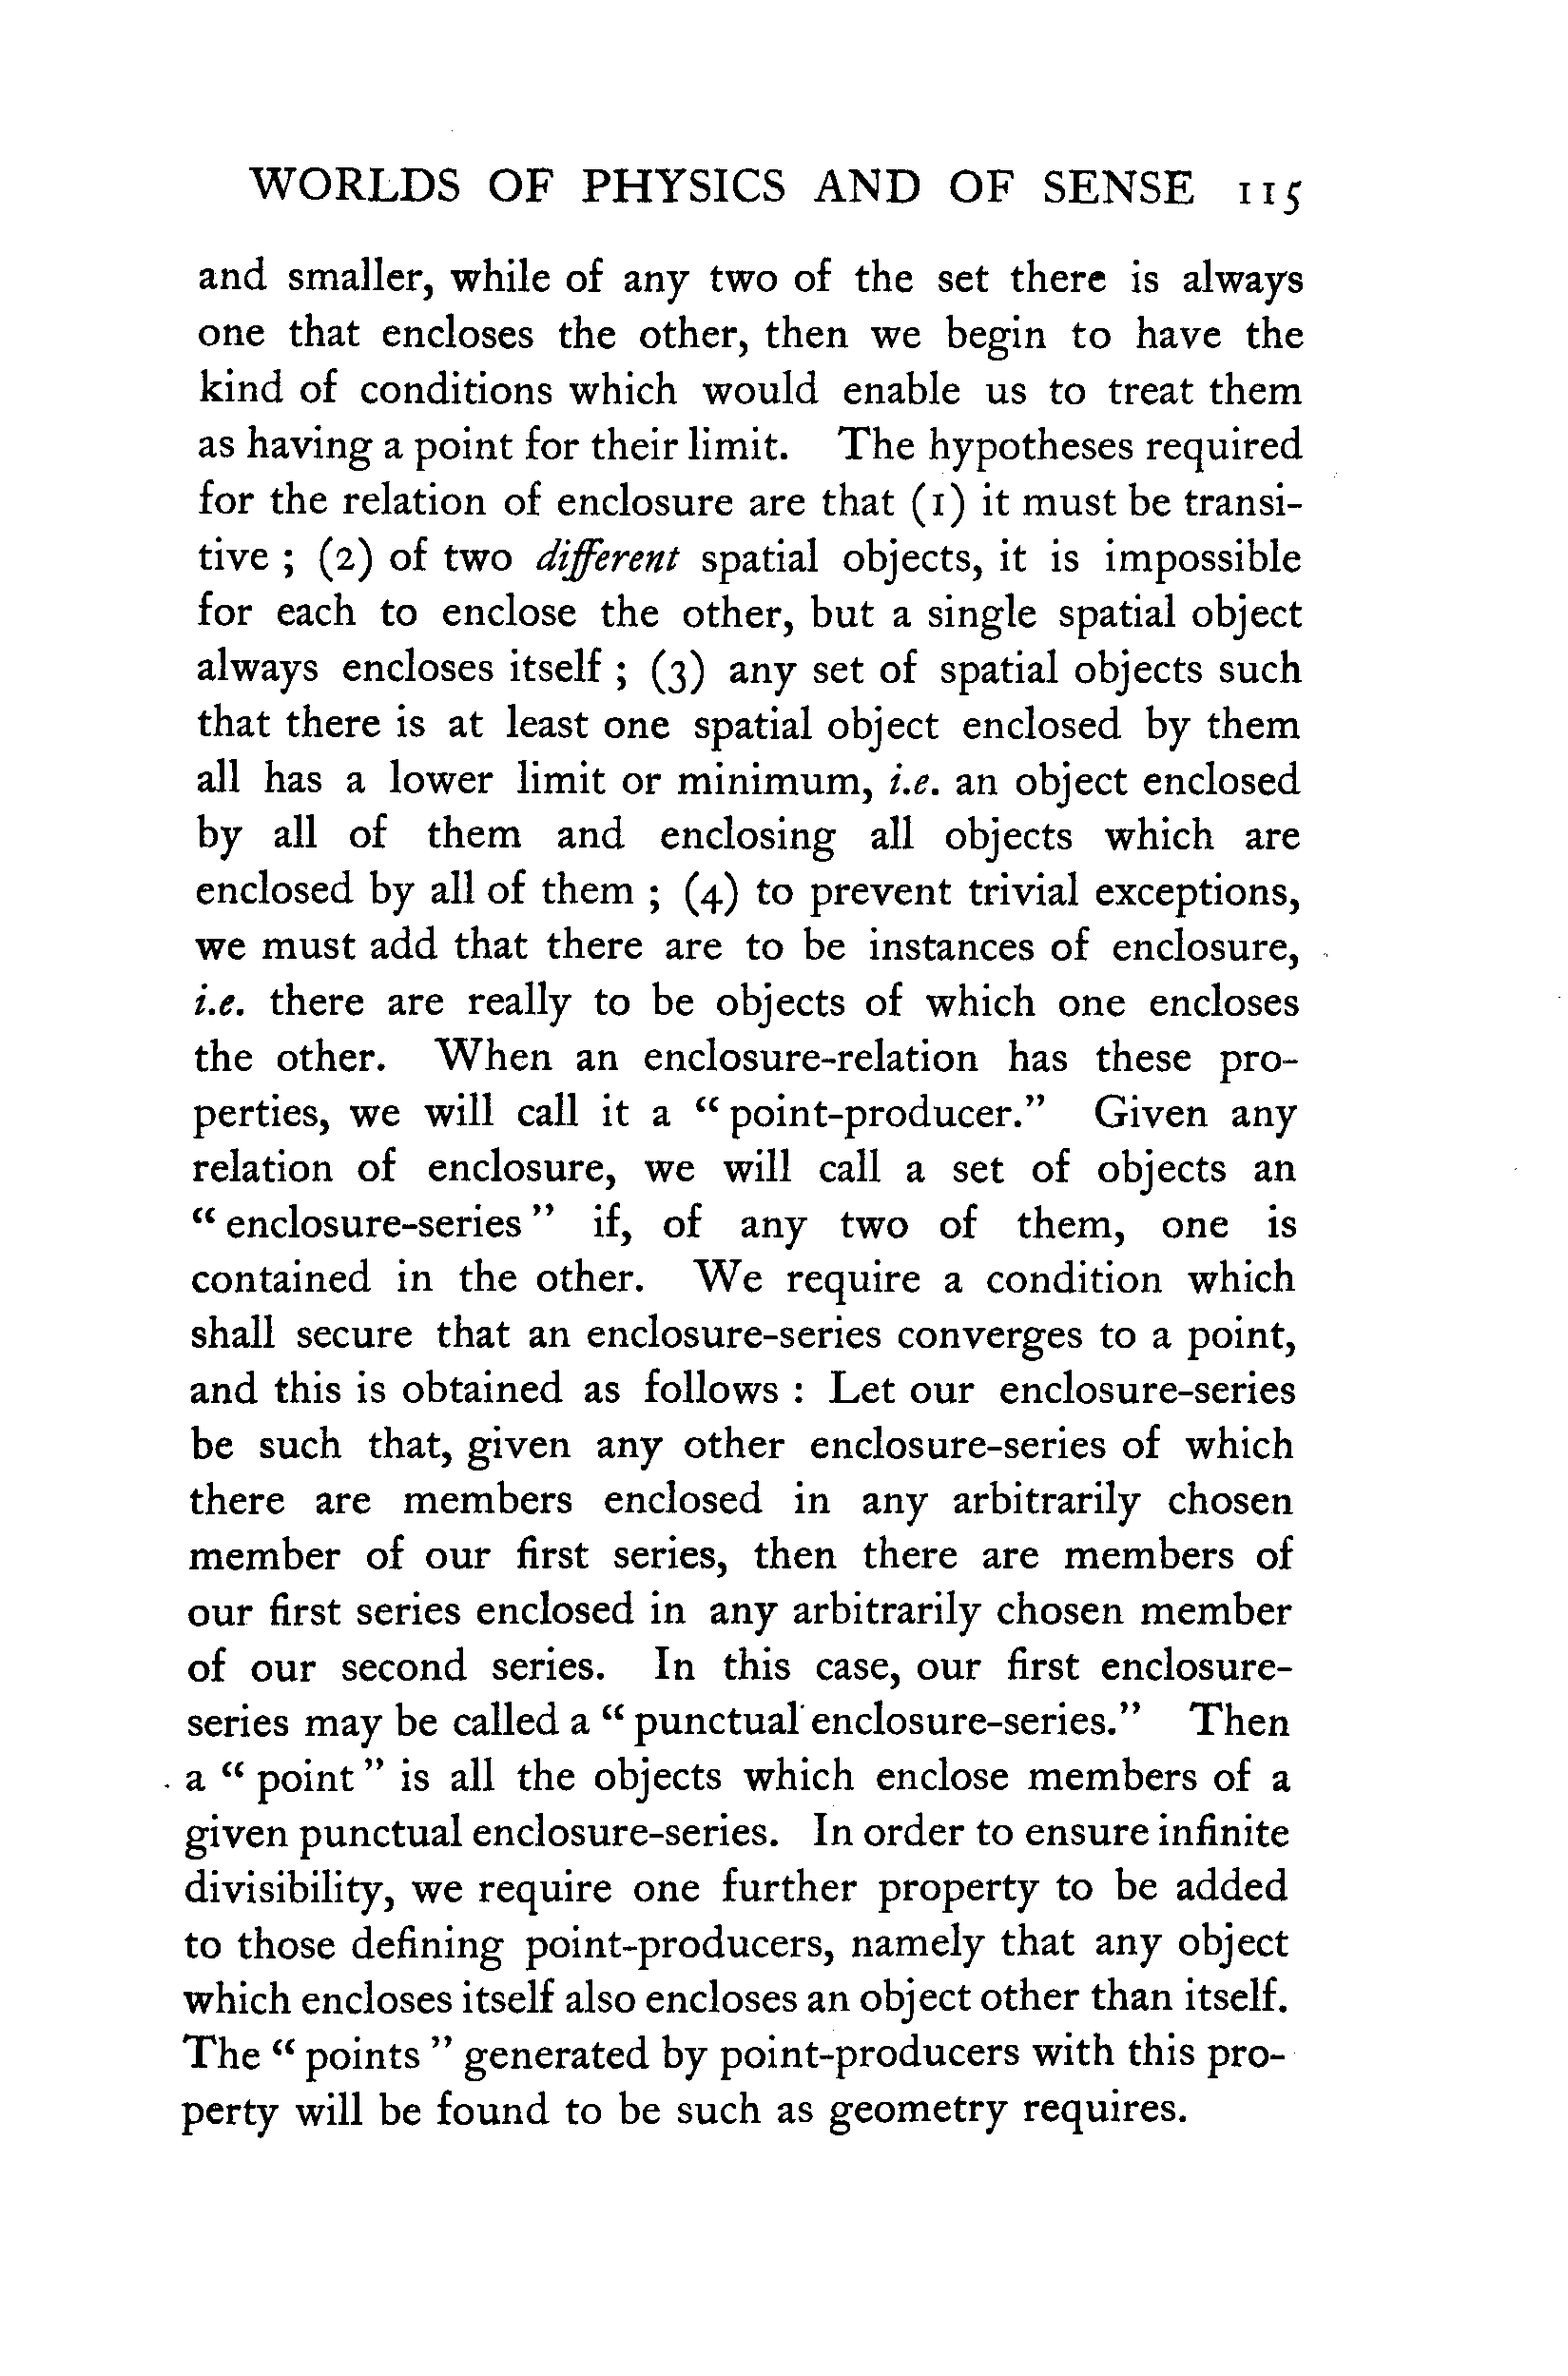 WORLDS OF PHYSICS AND OF SENSE 115
and smaller, while of any two of the set there is always
one that encloses the other, then we begin to have the
kind of conditions which would enable us to treat them
as having a point for their limit. The hypotheses required
for the relation of enclosure are that (1) it must be transi-
tive ; (2) of two different spatial objects, it is impossible
for each to enclose the other, but a single spatial object
always encloses itself ; (3) any set of spatial objects such
that there is at least one spatial object enclosed by them
all has a lower limit or minimum, i.e. an object enclosed
by all of them and enclosing all objects which are
enclosed by all of them ; (4) to prevent trivial exceptions,
we must add that there are to be instances of enclosure,
i.e. there are really to be objects of which one encloses
the other. When an enclosure-relation has these pro-
perties, we will call it a “ point-producer.” Given any
relation of enclosure, we will call a set of objects an
“ enclosure-series ” if, of any two of them, one is
contained in the other. We require a condition which
shall secure that an enclosure-series converges to a point,
and this is obtained as follows : Let our enclosure-series
be such that, given any other enclosure-series of which
there are members enclosed in any arbitrarily chosen
member of our first series, then there are members of
our first series enclosed in any arbitrarily chosen member
of our second series. In this case, our first enclosure-
series may be called a “ punctual enclosure-series.” Then
a “ point ” is all the objects which enclose members of a
given punctual enclosure-series. In order to ensure infinite
divisibility, we require one further property to be added
to those defining point-producers, namely that any object
which encloses itself also encloses an object other than itself.
The “ points ” generated by point-producers with this pro-
perty will be found to be such as geometry requires.